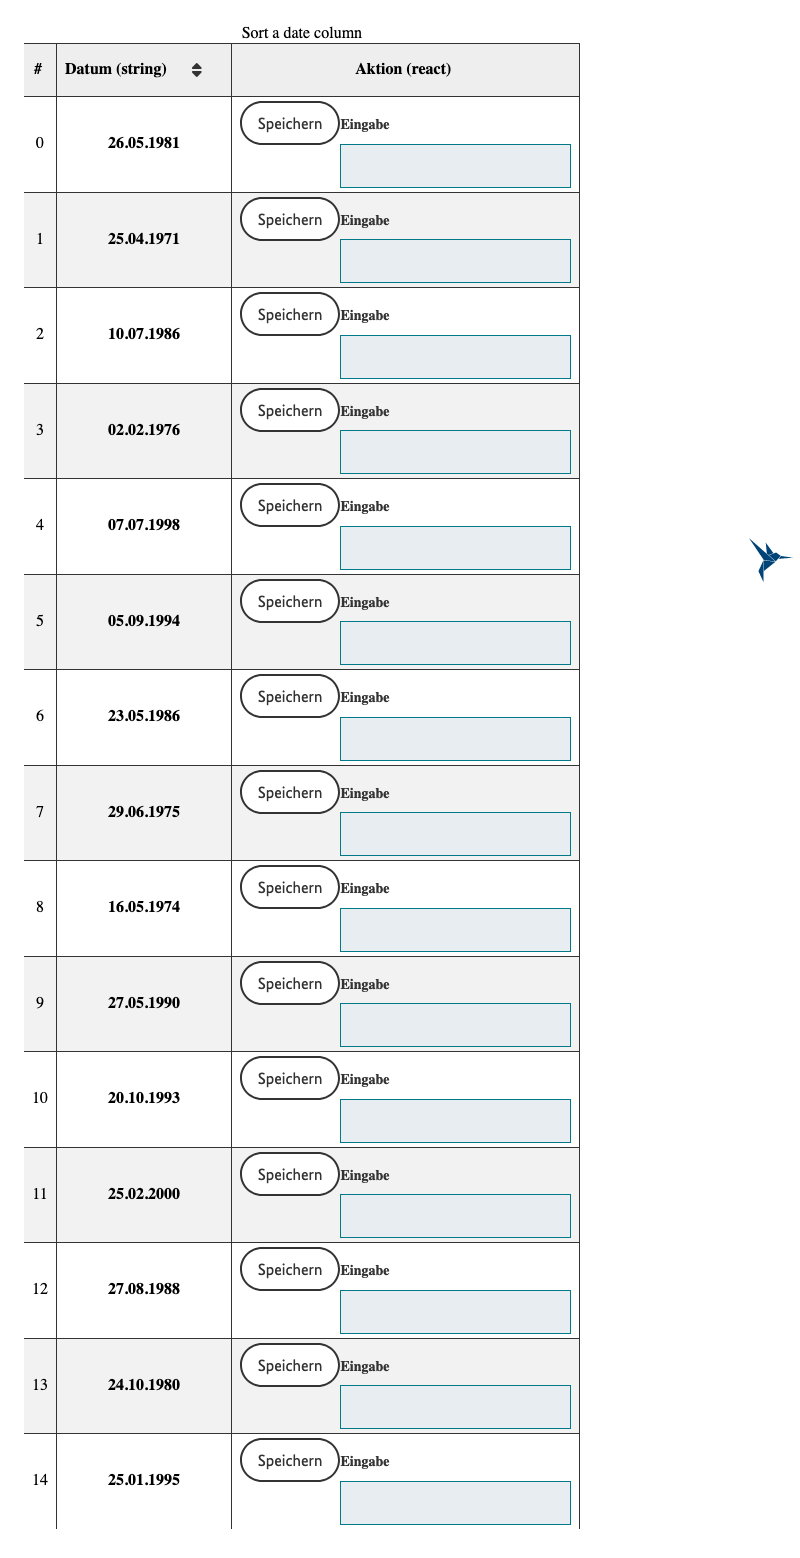 Sort a date column
# Datum (string) Aktion (react)
Speichern Eingabe
0 26.05.1981
Speichern Eingabe
1 25.04.1971
Speichern Eingabe
2 10.07.1986
Speichern Eingabe
3 02.02.1976
Speichern Eingabe
4 07.07.1998
Speichern Eingabe
5 05.09.1994
Speichern Eingabe
6 23.05.1986
Speichern Eingabe
7 29.06.1975
Speichern Eingabe
8 16.05.1974
Speichern Eingabe
9 27.05.1990
Speichern Eingabe
10 20.10.1993
Speichern Eingabe
11 25.02.2000
Speichern Eingabe
12 27.08.1988
Speichern Eingabe
13 24.10.1980
Speichern Eingabe
14 25.01.1995